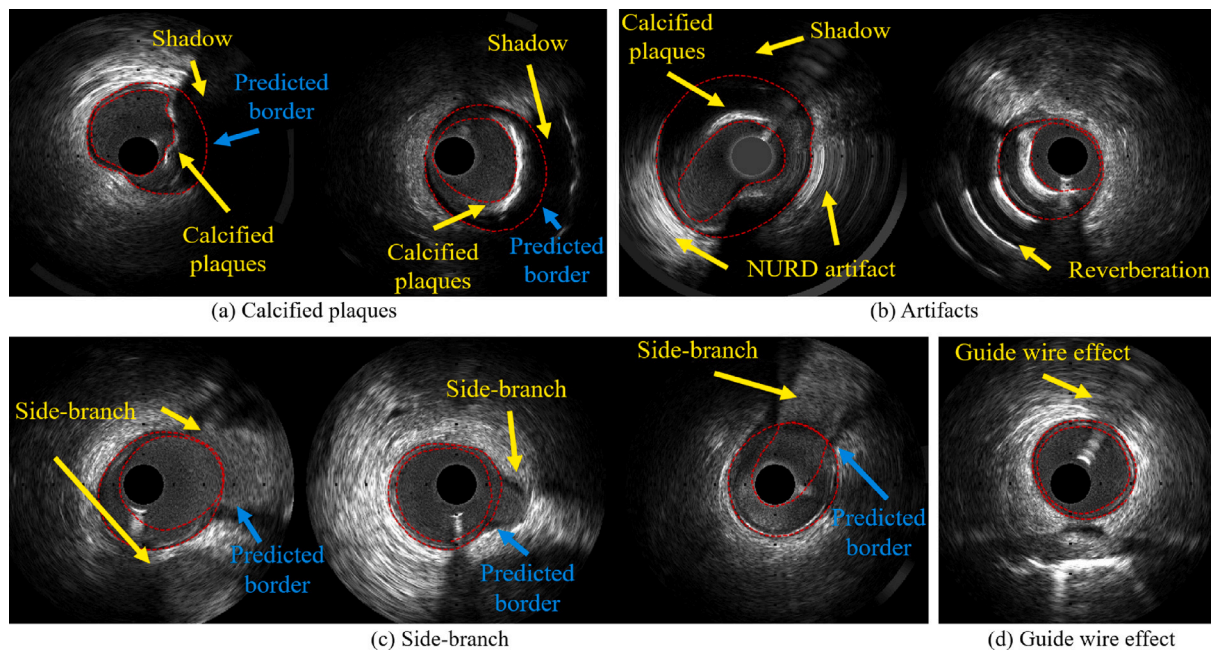 Shadow
Predicted
border
Calcified
plaques
Shadow
Calcified
plaques
Predicted
border
(a) Calcified plaques
Calcified
plaques
Shadow
NURD artifact
Reverberation
(b) Artifacts
Side-branch
Predicted
border
Side-branch
Predicted
border
Side-branch
Predicted
border
(c) Side-branch
Guide wire effect
(d) Guide wire effect